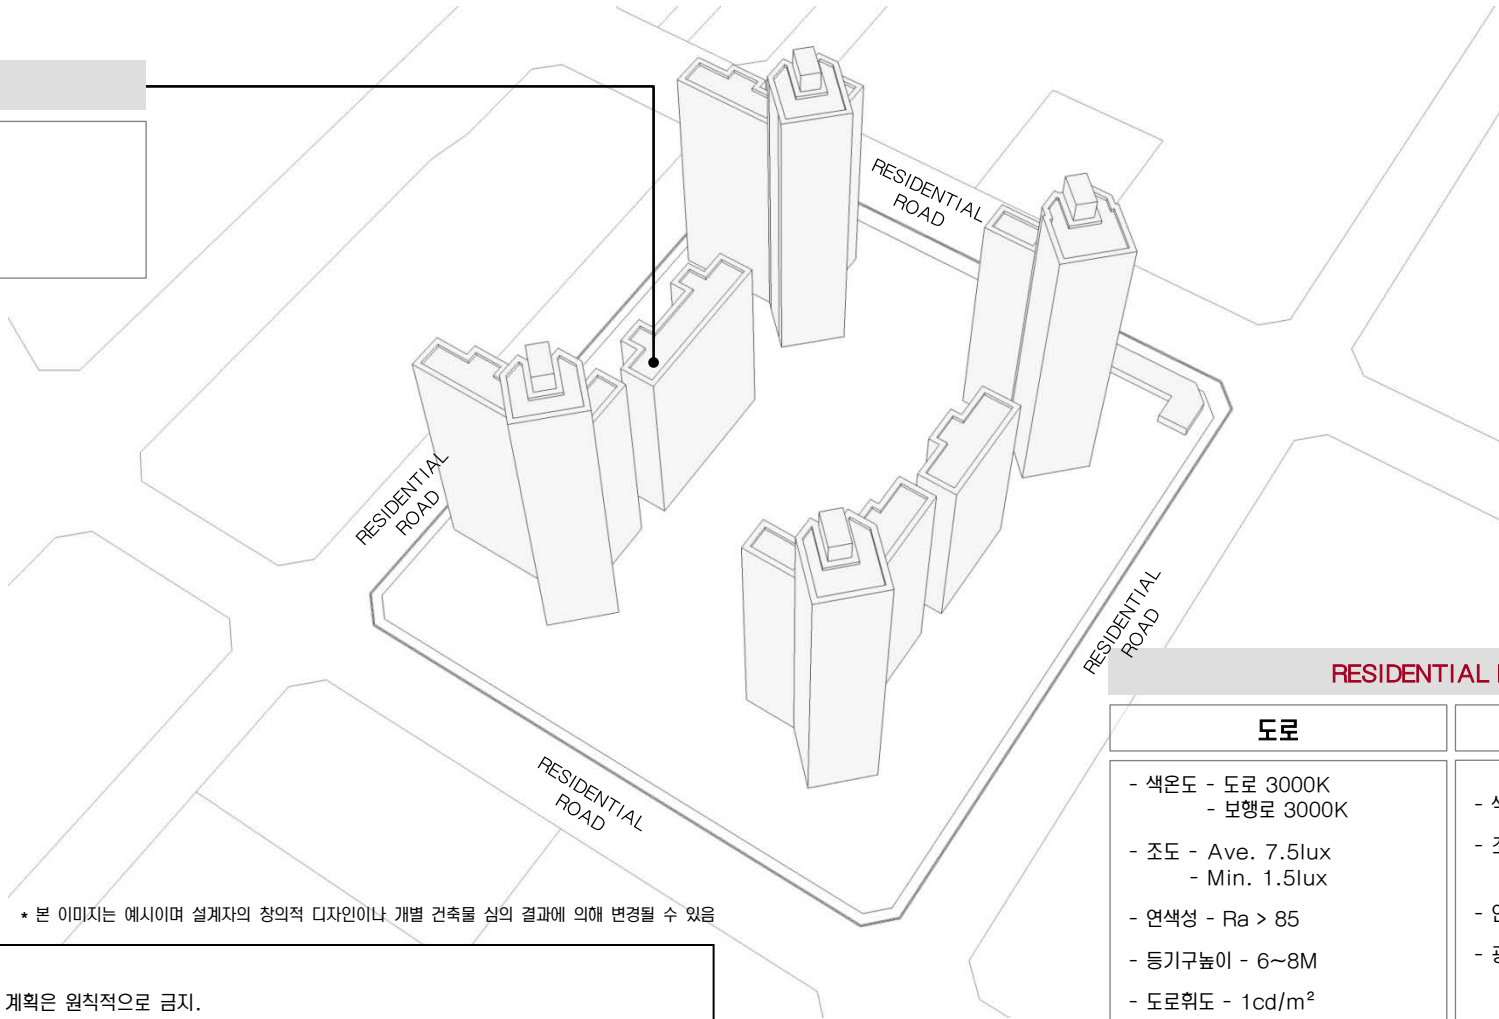 RESIDENTIAL
ROAD
RESIDENTIAL
ROAD
RESIDENTIAL
ROAD
RESIDENTIAL
ROAD
RESIDENTIAL
도로
- 색온도 - 도로 3000K
- 보행로 3000K
- 조도 - Ave. 7.5lux
- Min. 1.5lux
- 연색성 - Ra > 85
- 등기구높이 - 6~8M
- 도로휘도 - 1cd/m²
* 본 이미지는 예시이며 설계자의 창의적 디자인이나 개별 건축물 심의 결과에 의해 변경될 수 있음
계획은 원칙적으로 금지.